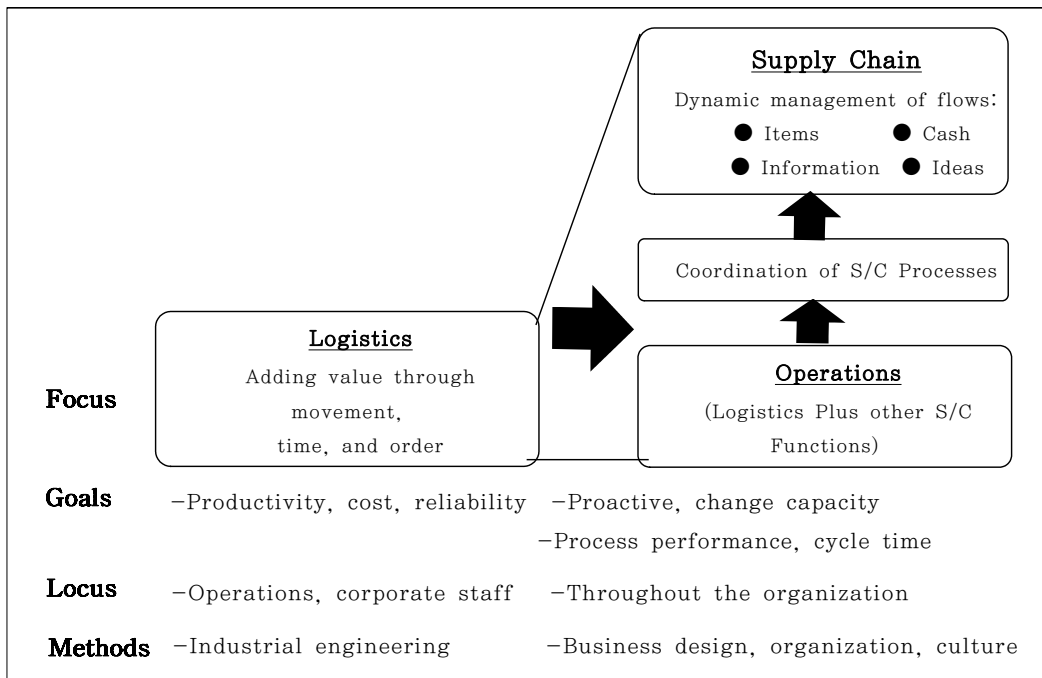 Supply Chain
Dynamic management of flows:
● Items ● Cash
● Information ● Ideas
Coordination of S/C Processes
Logistics
Adding value through
movement,
time, and order
Operations
(Logistics Plus other S/C
Functions)
Focus
Goals
-Productivity, cost, reliability
-Proactive, change capacity
-Process performance, cycle time
Locus
-Operations, corporate staff
-Throughout the organization
Methods
-Industrial engineering
-Business design, organization, culture